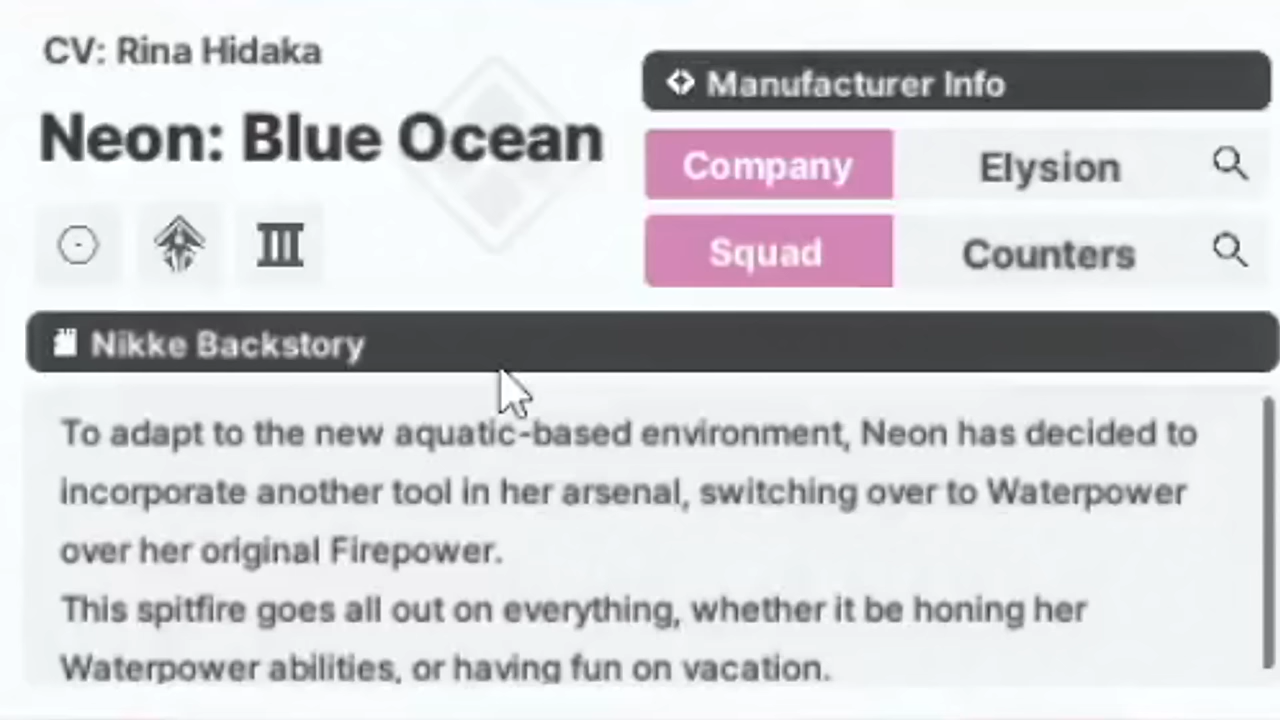 CV: Rina Hidaka
Neon: Blue Ocean
III
Manufacturer Info
Company Elysion
Squad Counters
Nikke Backstory
To adapt to the new aquatic-based environment, Neon has decided to
incorporate another tool in her arsenal, switching over to Waterpower
over her original Firepower.
This spitfire goes all out on everything, whether it be honing her
Waterpower abilities, or having fun on vacation.